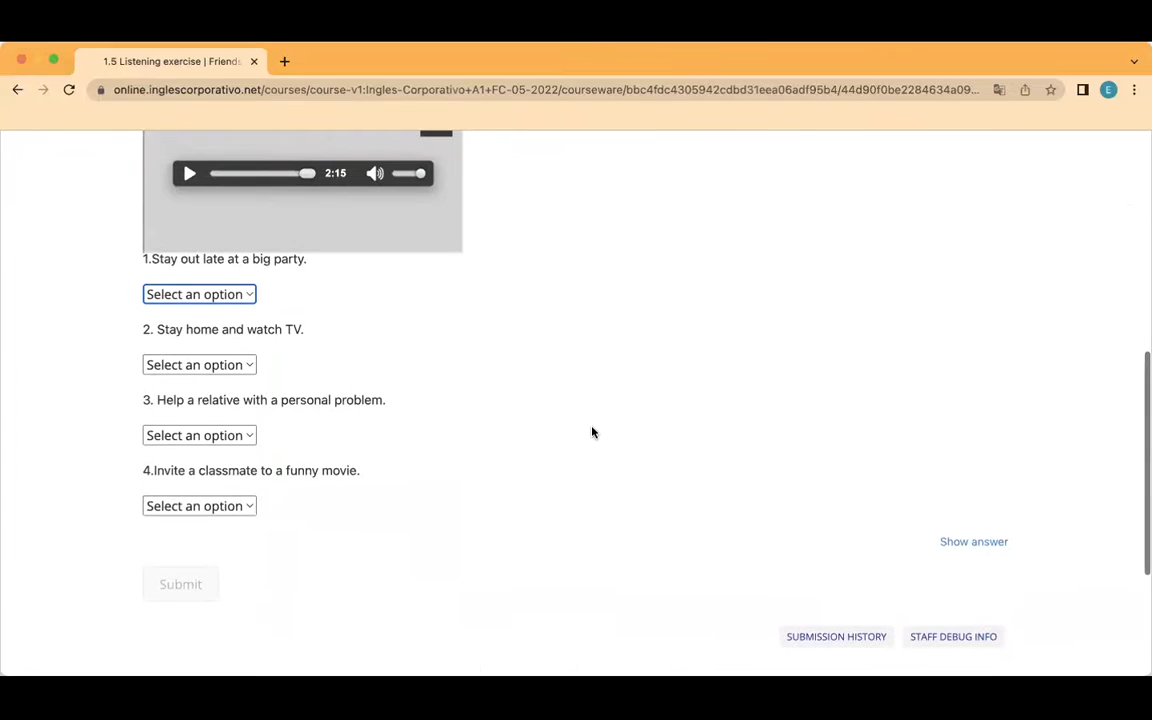 1.5 Listening exercise | Friends
online.inglescorporativo.net/courses/course-v1:Ingles-Corporativo+A1+FC-05-2022/courseware/bbc4fdc4305942cdbd31eea06adf95b4/44d90f0be2284634a09...
E
2:15
1.Stay out late at a big party.
Select an option
2. Stay home and watch TV.
Select an option
3. Help a relative with a personal problem.
Select an option
4.Invite a classmate to a funny movie.
Select an option
Show answer
Submit
SUBMISSION HISTORY STAFF DEBUG INFO